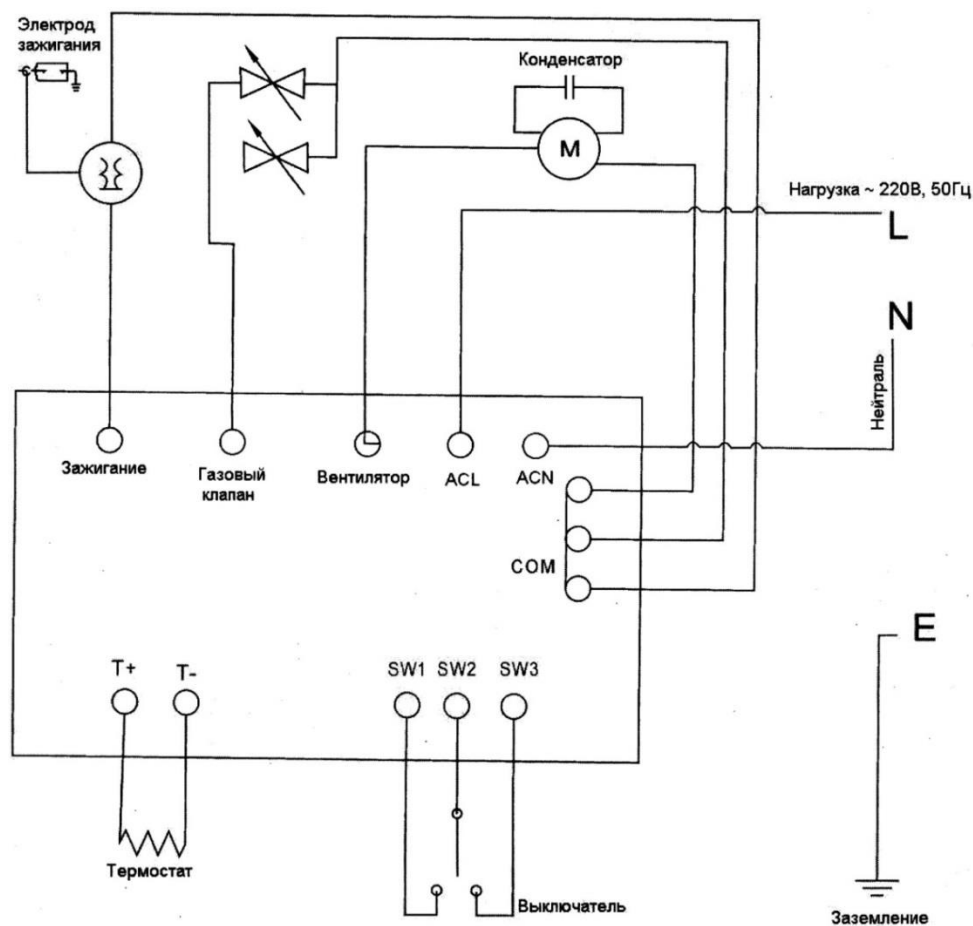 Электрод
зажигания
Конденсатор
M
Нагрузка ~ 220В, 50Гц
L
N
Нейтраль
Зажигание
Газовый
клапан
Вентилятор
ACL
ACN
COM
E
T+
T-
SW1
SW2
SW3
Термостат
Выключатель
Заземление